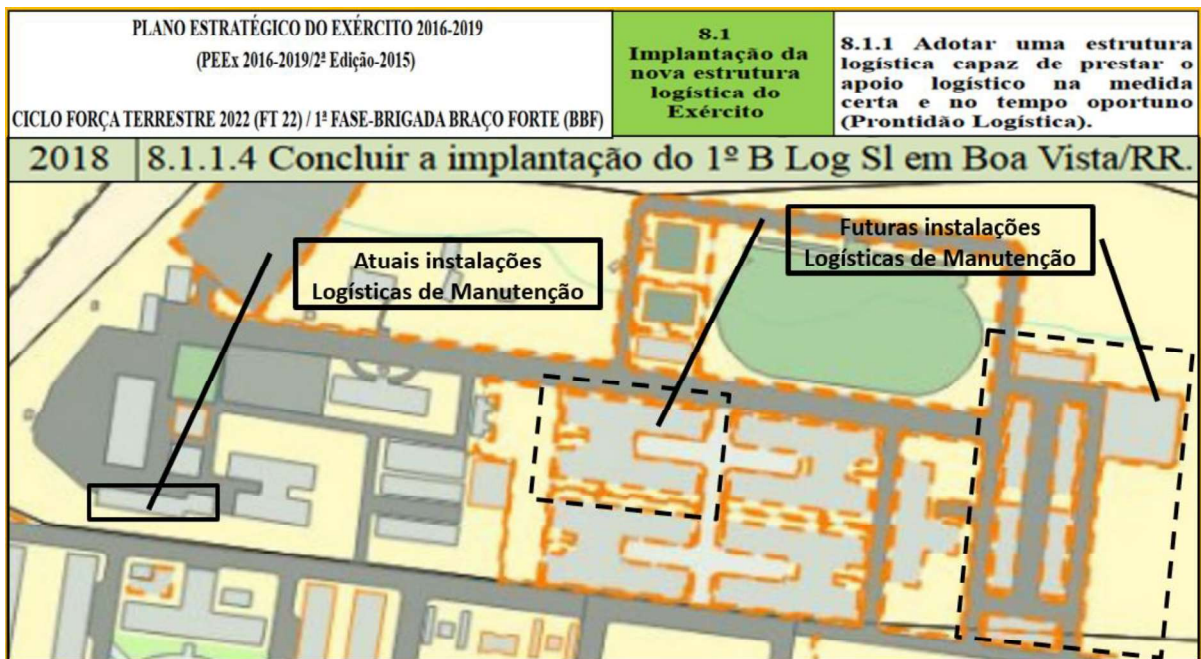 PLANO ESTRATÉGICO DO EXÉRCITO 2016-2019
(PEEx 2016-2019/2ª Edição-2015)
CICLO FORÇA TERRESTRE 2022 (FT 22) / 1ª FASE-BRIGADA BRAÇO FORTE (BBF)
8.1
Implantação da
nova estrutura
logística do
Exército
8.1.1 Adotar uma estrutura
logística capaz de prestar o
apoio logístico na medida
certa e no tempo oportuno
(Prontidão Logística).
2018
8.1.1.4 Concluir a implantação do 1º B Log Sl em Boa Vista/RR.
Atuais instalações
Logísticas de Manutenção
Futuras instalações
Logísticas de Manutenção